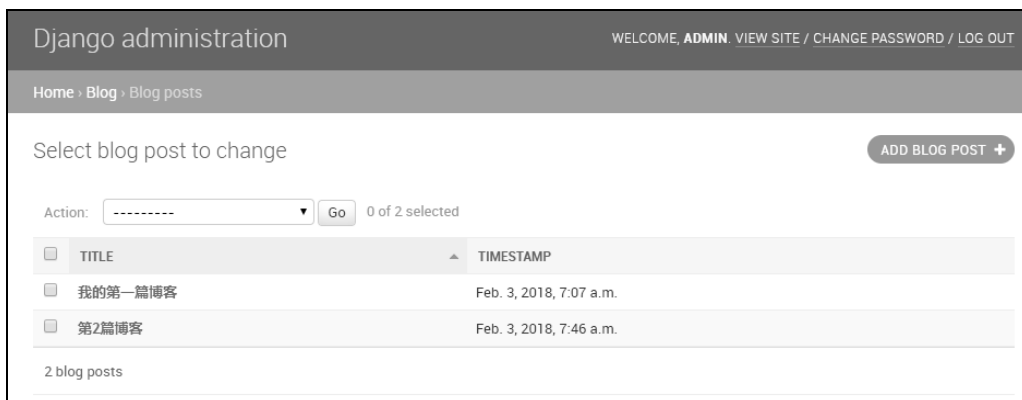 Django administration
WELCOME, ADMIN. VIEW SITE / CHANGE PASSWORD / LOG OUT
Home › Blog › Blog posts
Select blog post to change
ADD BLOG POST +
Action: --------- Go 0 of 2 selected
TITLE TIMESTAMP
我的第一篇博客 Feb. 3, 2018, 7:07 a.m.
第2篇博客 Feb. 3, 2018, 7:46 a.m.
2 blog posts